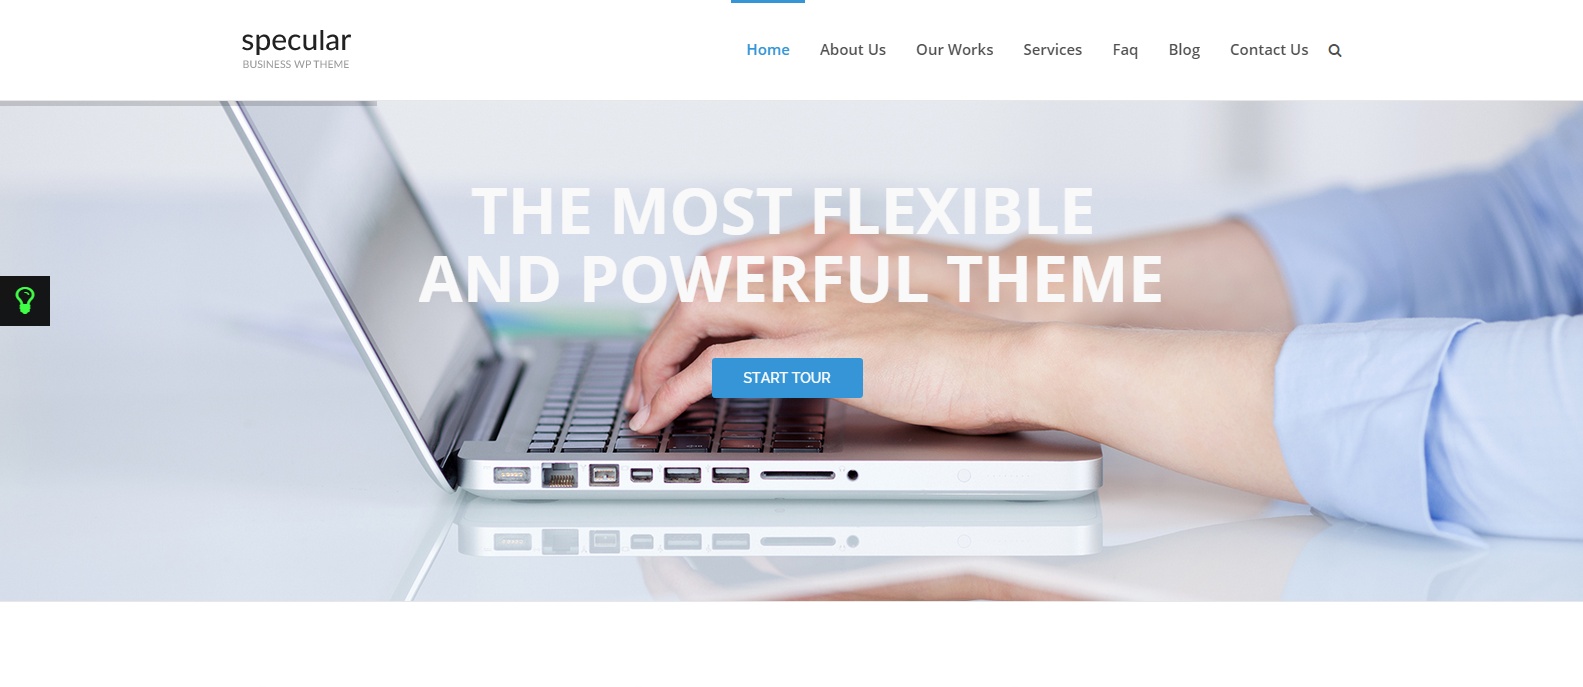 specular
BUSINESS WP THEME
Home About Us Our Works Services Faq Blog Contact Us
THE MOST FLEXIBLE
AND POWERFUL THEME
START TOUR